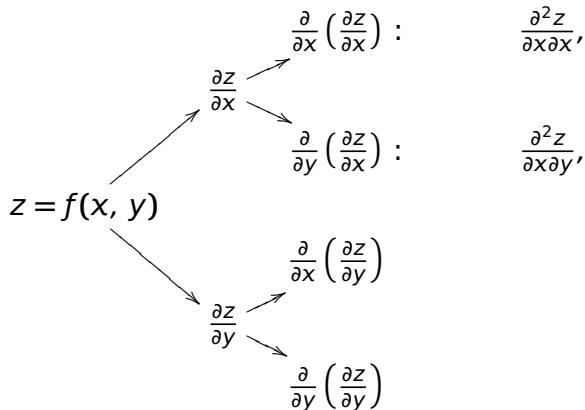 ∂/∂x (∂z/∂x) : ∂²z/∂x∂x,
∂z/∂x
∂/∂y (∂z/∂x) : ∂²z/∂x∂y,
z = f(x, y)
∂/∂x (∂z/∂y)
∂z/∂y
∂/∂y (∂z/∂y)